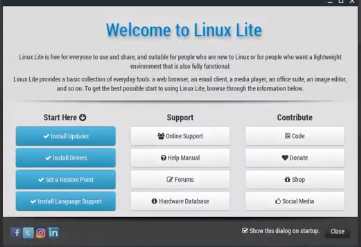 Welcome to Linux Lite
Linux Lite is free for everyone to use and share, and suitable for people who are new to Linux or for people who want a lightweight
environment that is also fully functional.
Linux Lite provides a basic collection of everyday tools: a web browser, an email client, a media player, an office suite, an image editor,
and so on. To get the best possible start to using Linux Lite, browse through the information below.
Start Here Support Contribute
Install Updates Online Support Code
Install Drivers Help Manual Donate
Set a Restore Point Forums Shop
Install Language Support Hardware Database Social Media
Show this dialog on startup. Close